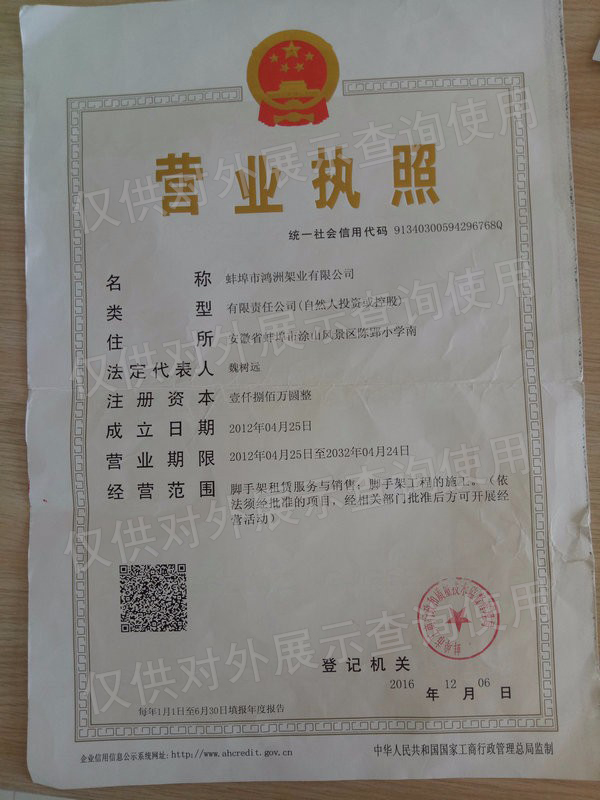 营业执照
统一社会信用代码 91340300594296768Q
名称 蚌埠市鸿洲架业有限公司
类型 有限责任公司(自然人投资或控股)
住所 安徽省蚌埠市涂山风景区陈郢小学南
法定代表人 魏树远
注册资本 壹仟捌佰万圆整
成立日期 2012年04月25日
营业期限 2012年04月25日至2032年04月24日
经营范围 脚手架租赁服务与销售；脚手架工程的施工。（依
法须经批准的项目，经相关部门批准后方可开展经
营活动）
登记机关
2016年12月06日
每年1月1日至6月30日填报年度报告
企业信用信息公示系统网址:http://www.ahcredit.gov.cn
中华人民共和国国家工商行政管理总局监制
仅供对外展示查询使用
仅供对外展示查询使用
仅供对外展示查询使用
仅供对外展示查询使用